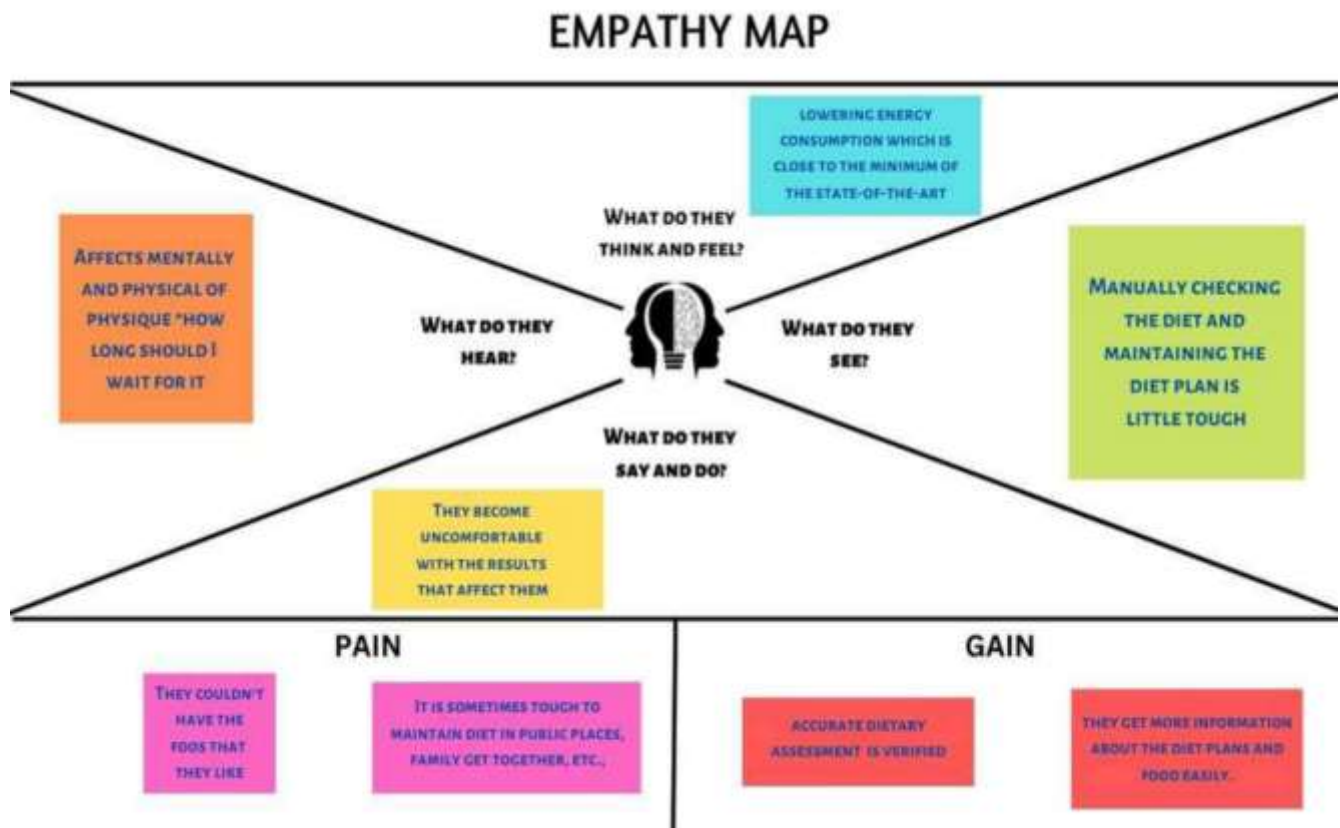 EMPATHY MAP
LOWERING ENERGY
CONSUMPTION WHICH IS
CLOSE TO THE MINIMUM OF
THE STATE-OF-THE-ART
WHAT DO THEY
THINK AND FEEL?
AFFECTS MENTALLY
AND PHYSICAL OF
PHYSIQUE "HOW
LONG SHOULD I
WAIT FOR IT
WHAT DO THEY
HEAR?
WHAT DO THEY
SEE?
MANUALLY CHECKING
THE DIET AND
MAINTAINING THE
DIET PLAN IS
LITTLE TOUGH
WHAT DO THEY
SAY AND DO?
THEY BECOME
UNCOMFORTABLE
WITH THE RESULTS
THAT AFFECT THEM
PAIN
THEY COULDN'T
HAVE THE
FOOS THAT
THEY LIKE
IT IS SOMETIMES TOUGH TO
MAINTAIN DIET IN PUBLIC PLACES,
FAMILY GET TOGETHER, ETC.,
GAIN
ACCURATE DIETARY
ASSESSMENT IS VERIFIED
THEY GET MORE INFORMATION
ABOUT THE DIET PLANS AND
FOOD EASILY..